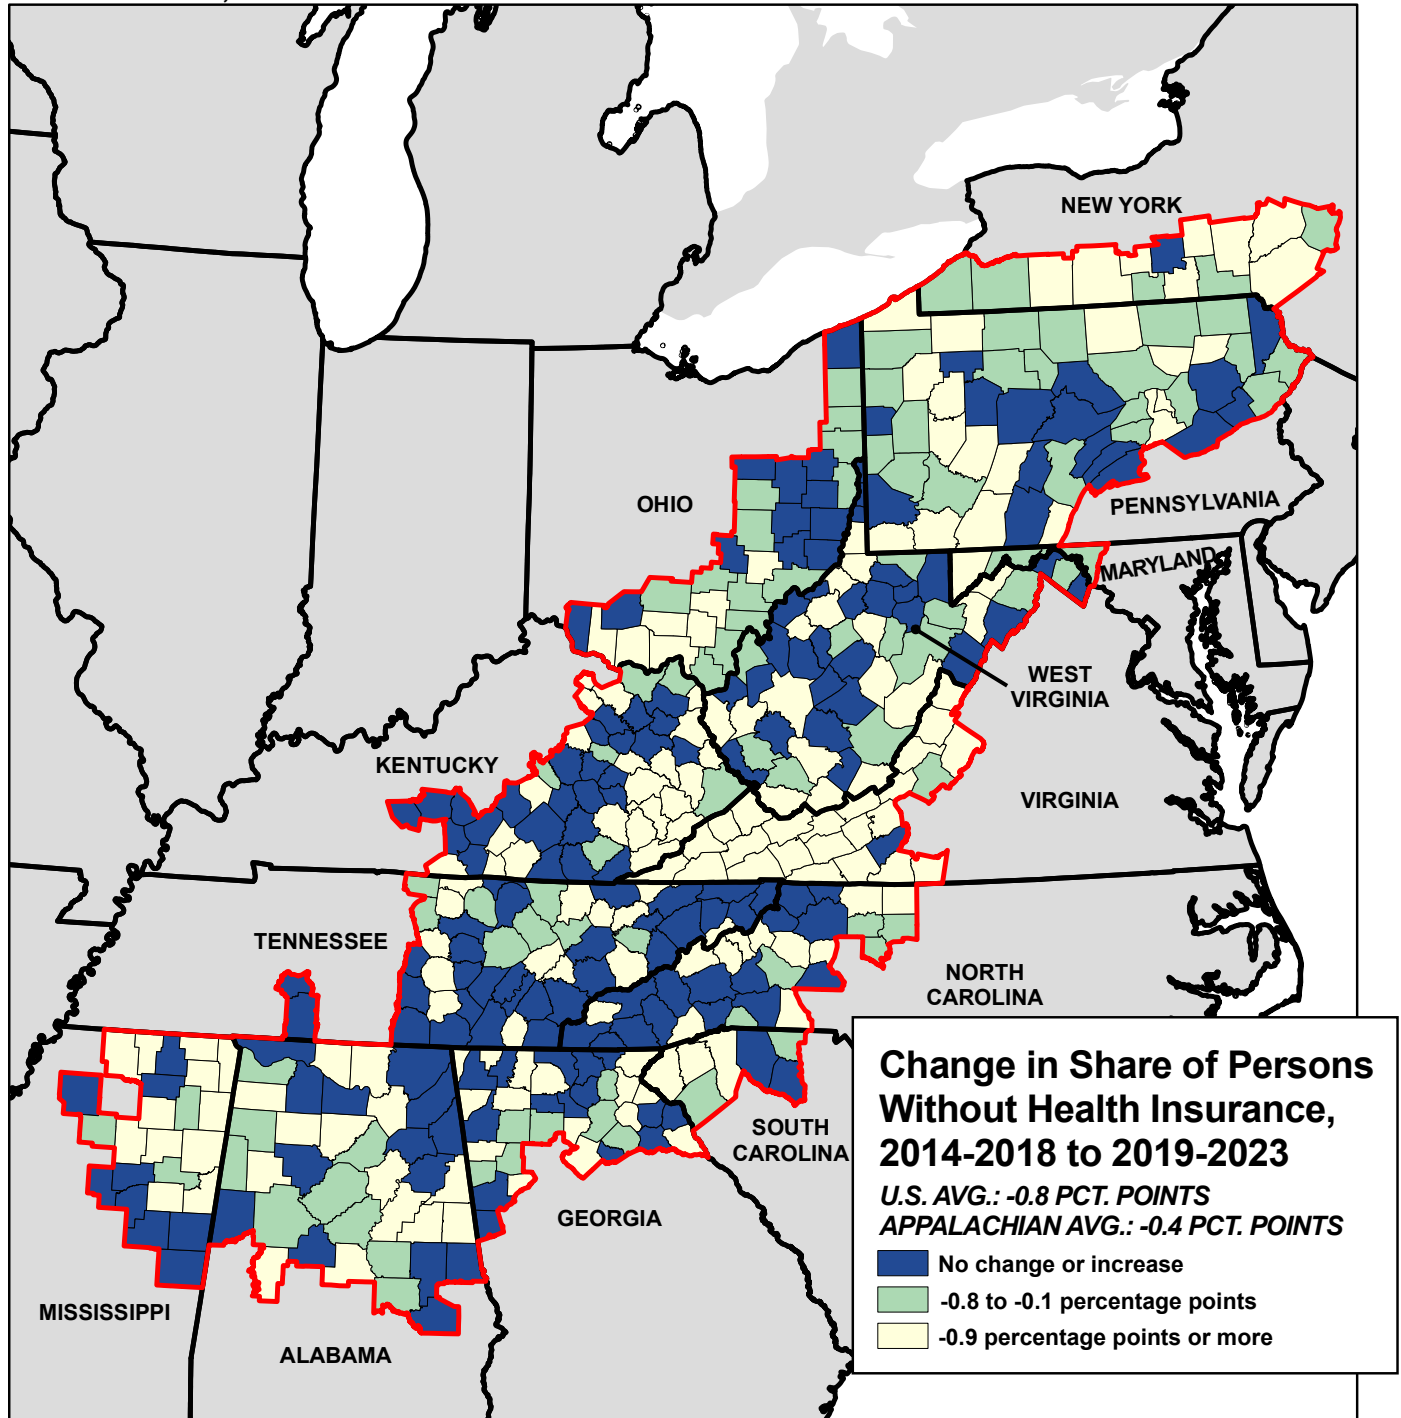 NEW YORK
OHIO
PENNSYLVANIA
MARYLAND
WEST
VIRGINIA
KENTUCKY
VIRGINIA
TENNESSEE
NORTH
CAROLINA
SOUTH
CAROLINA
GEORGIA
MISSISSIPPI
ALABAMA
Change in Share of Persons
Without Health Insurance,
2014-2018 to 2019-2023
U.S. AVG.: -0.8 PCT. POINTS
APPALACHIAN AVG.: -0.4 PCT. POINTS
No change or increase
-0.8 to -0.1 percentage points
-0.9 percentage points or more